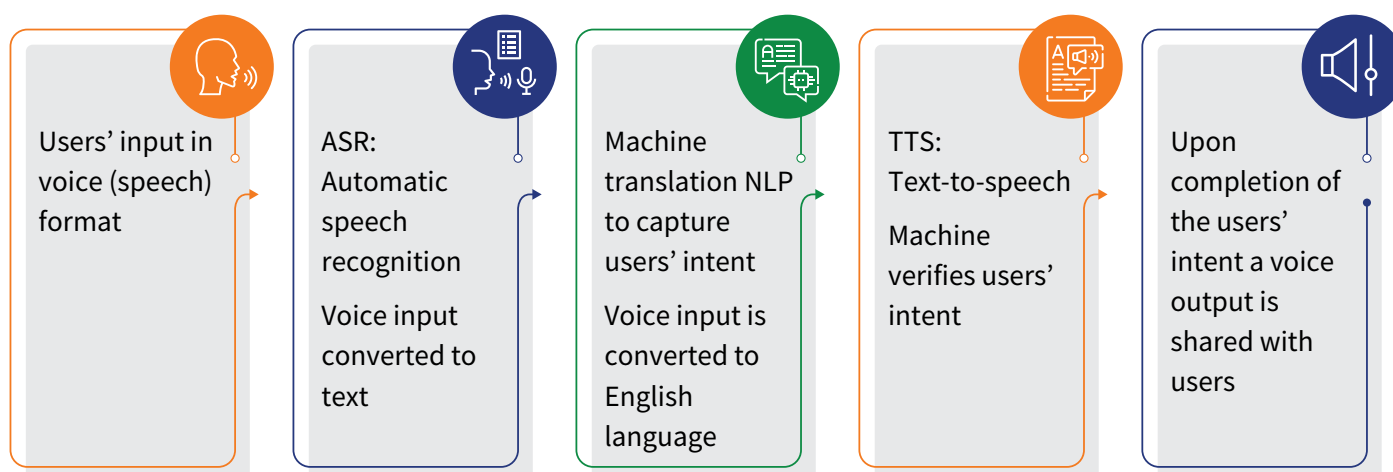 Users’ input in
voice (speech)
format
ASR:
Automatic
speech
recognition
Voice input
converted to
text
Machine
translation NLP
to capture
users’ intent
Voice input is
converted to
English
language
TTS:
Text-to-speech
Machine
verifies users’
intent
Upon
completion of
the users’
intent a voice
output is
shared with
users